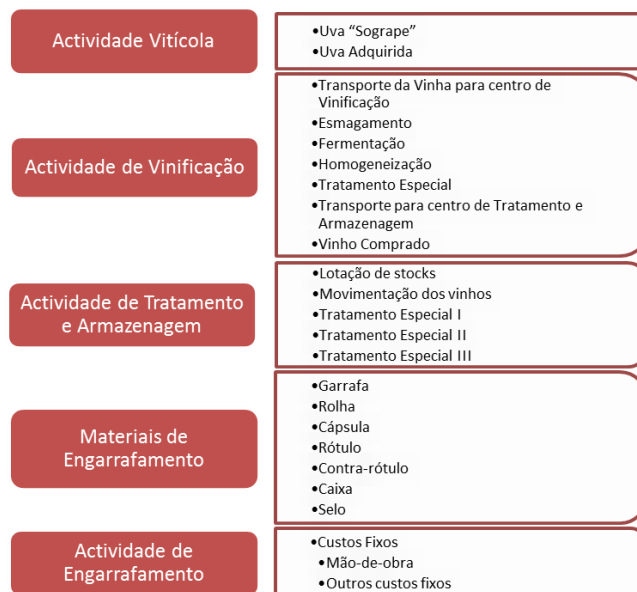 Actividade Vitícola
•Uva “Sogrape”
•Uva Adquirida
Actividade de Vinificação
•Transporte da Vinha para centro de
Vinificação
•Esmagamento
•Fermentação
•Homogeneização
•Tratamento Especial
•Transporte para centro de Tratamento e
Armazenagem
•Vinho Comprado
Actividade de Tratamento
e Armazenagem
•Lotação de stocks
•Movimentação dos vinhos
•Tratamento Especial I
•Tratamento Especial II
•Tratamento Especial III
Materiais de
Engarrafamento
•Garrafa
•Rolha
•Cápsula
•Rótulo
•Contra-rótulo
•Caixa
•Selo
Actividade de
Engarrafamento
•Custos Fixos
•Mão-de-obra
•Outros custos fixos